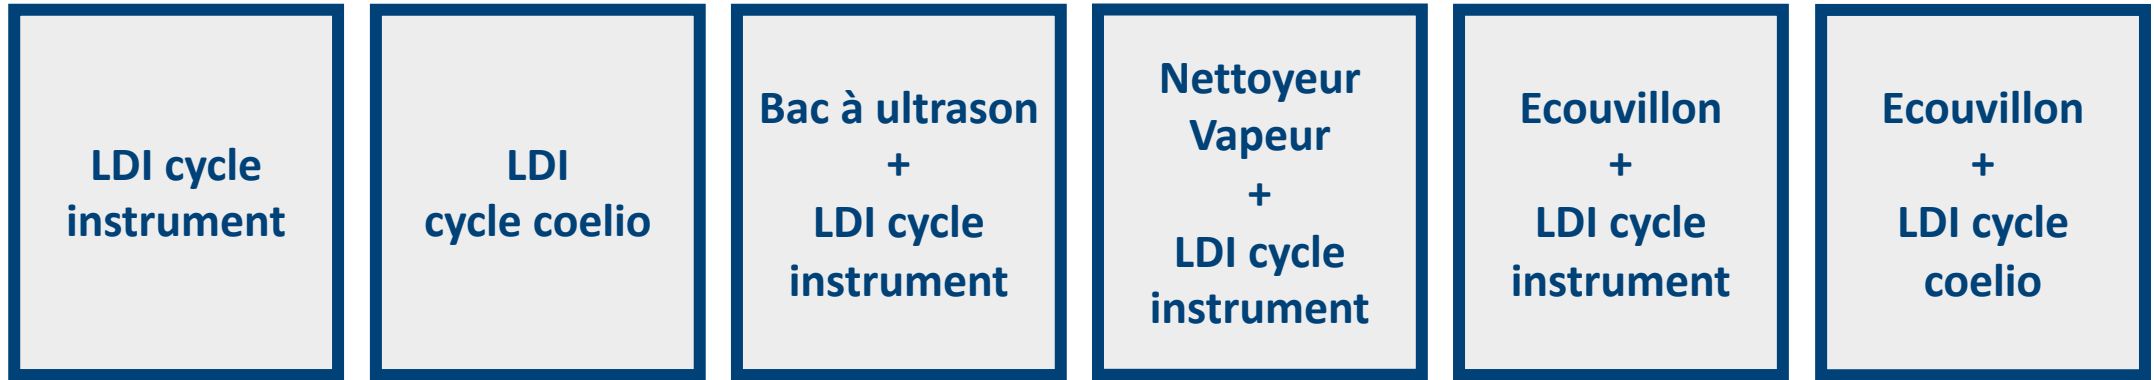 LDI cycle
instrument
LDI
cycle coelio
Bac à ultrason
+
LDI cycle
instrument
Nettoyeur
Vapeur
+
LDI cycle
instrument
Ecouvillon
+
LDI cycle
instrument
Ecouvillon
+
LDI cycle
coelio